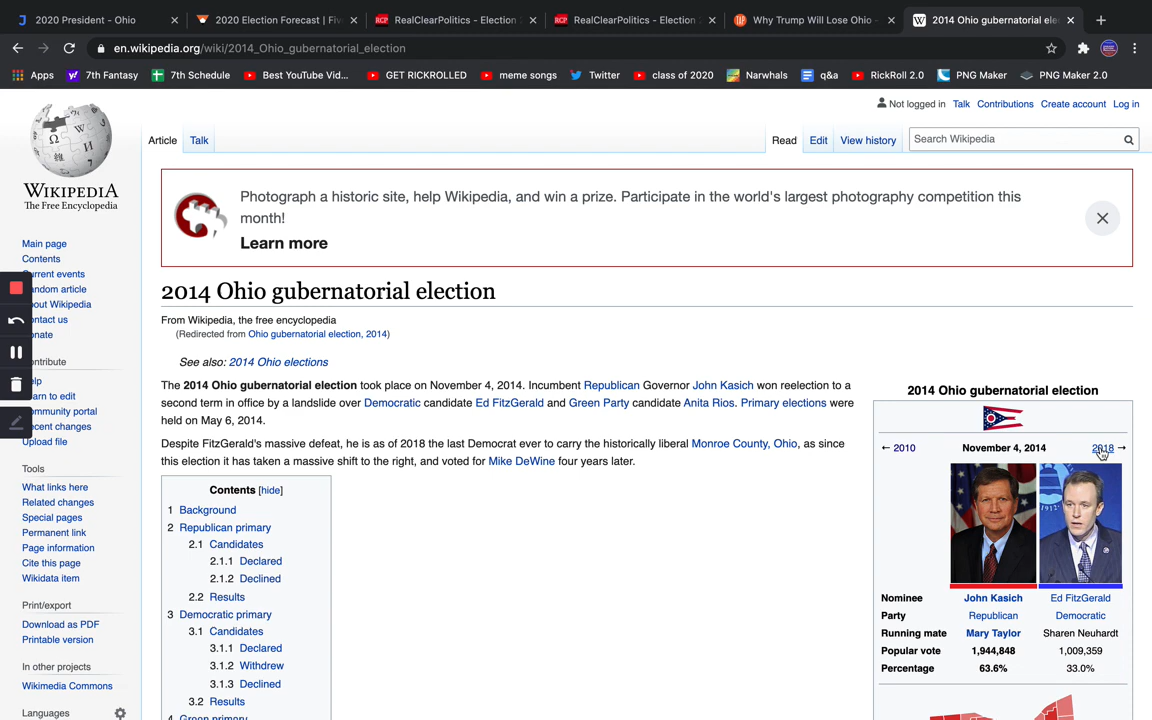 2020 President - Ohio
2020 Election Forecast | Fiv
RealClearPolitics - Election
RealClearPolitics - Election
Why Trump Will Lose Ohio -
2014 Ohio gubernatorial elec
en.wikipedia.org/wiki/2014_Ohio_gubernatorial_election
Apps
7th Fantasy
7th Schedule
Best YouTube Vid...
GET RICKROLLED
meme songs
Twitter
class of 2020
Narwhals
q&a
RickRoll 2.0
PNG Maker
PNG Maker 2.0
Not logged in Talk Contributions Create account Log in
Article Talk Read Edit View history Search Wikipedia
WIKIPEDIA
The Free Encyclopedia
Main page
Contents
Current events
andom article
bout Wikipedia
ontact us
onate
ontribute
elp
earn to edit
ommunity portal
ecent changes
Upload file
Tools
What links here
Related changes
Special pages
Permanent link
Page information
Cite this page
Wikidata item
Print/export
Download as PDF
Printable version
In other projects
Wikimedia Commons
Languages
Photograph a historic site, help Wikipedia, and win a prize. Participate in the world's largest photography competition this
month!
Learn more
2014 Ohio gubernatorial election
From Wikipedia, the free encyclopedia
(Redirected from Ohio gubernatorial election, 2014)
See also: 2014 Ohio elections
The 2014 Ohio gubernatorial election took place on November 4, 2014. Incumbent Republican Governor John Kasich won reelection to a
second term in office by a landslide over Democratic candidate Ed FitzGerald and Green Party candidate Anita Rios. Primary elections were
held on May 6, 2014.
Despite FitzGerald's massive defeat, he is as of 2018 the last Democrat ever to carry the historically liberal Monroe County, Ohio, as since
this election it has taken a massive shift to the right, and voted for Mike DeWine four years later.
Contents [hide]
1 Background
2 Republican primary
2.1 Candidates
2.1.1 Declared
2.1.2 Declined
2.2 Results
3 Democratic primary
3.1 Candidates
3.1.1 Declared
3.1.2 Withdrew
3.1.3 Declined
3.2 Results
4 Green primary
2014 Ohio gubernatorial election
← 2010 November 4, 2014 2018 →
1912
Nominee John Kasich Ed FitzGerald
Party Republican Democratic
Running mate Mary Taylor Sharen Neuhardt
Popular vote 1,944,848 1,009,359
Percentage 63.6% 33.0%